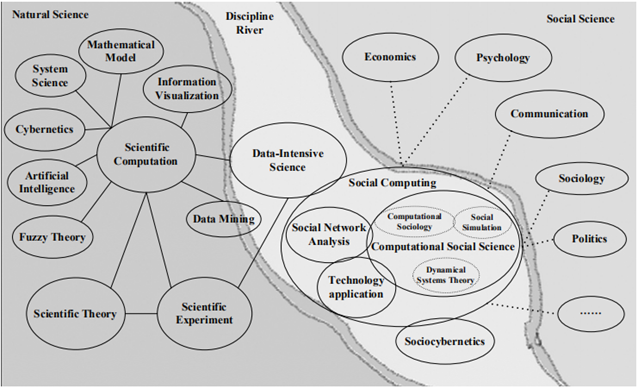 Natural Science
Discipline
River
Social Science
Mathematical
Model
Economics
Psychology
System
Science
Information
Visualization
Communication
Cybernetics
Scientific
Computation
Data-Intensive
Science
Artificial
Intelligence
Social Computing
Sociology
Data Mining
Computational
Sociology
Social
Simulation
Fuzzy Theory
Social Network
Analysis
Computational Social Science
Politics
Dynamical
Systems Theory
Technology
application
Scientific Theory
Scientific
Experiment
......
Sociocybernetics